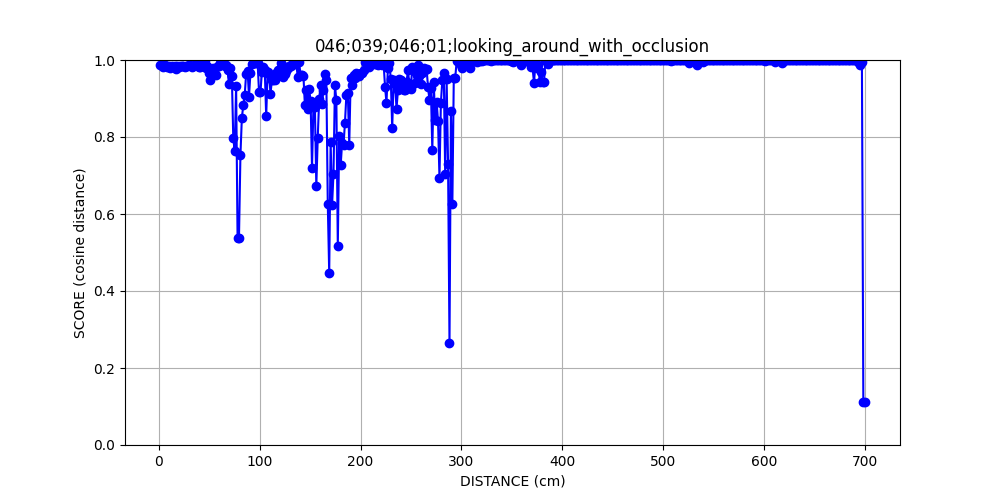 046;039;046;01;looking_around_with_occlusion
1.0
0.8
0.6
0.4
0.2
0.0
SCORE (cosine distance)
0 100 200 300 400 500 600 700
DISTANCE (cm)